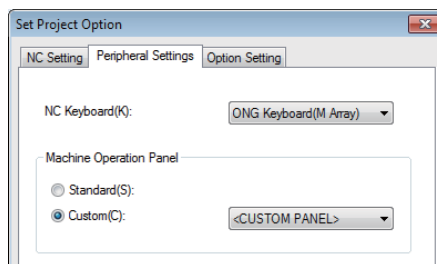 Set Project Option
NC Setting Peripheral Settings Option Setting
NC Keyboard(K): ONG Keyboard(M Array)
Machine Operation Panel
Standard(S):
Custom(C): <CUSTOM PANEL>